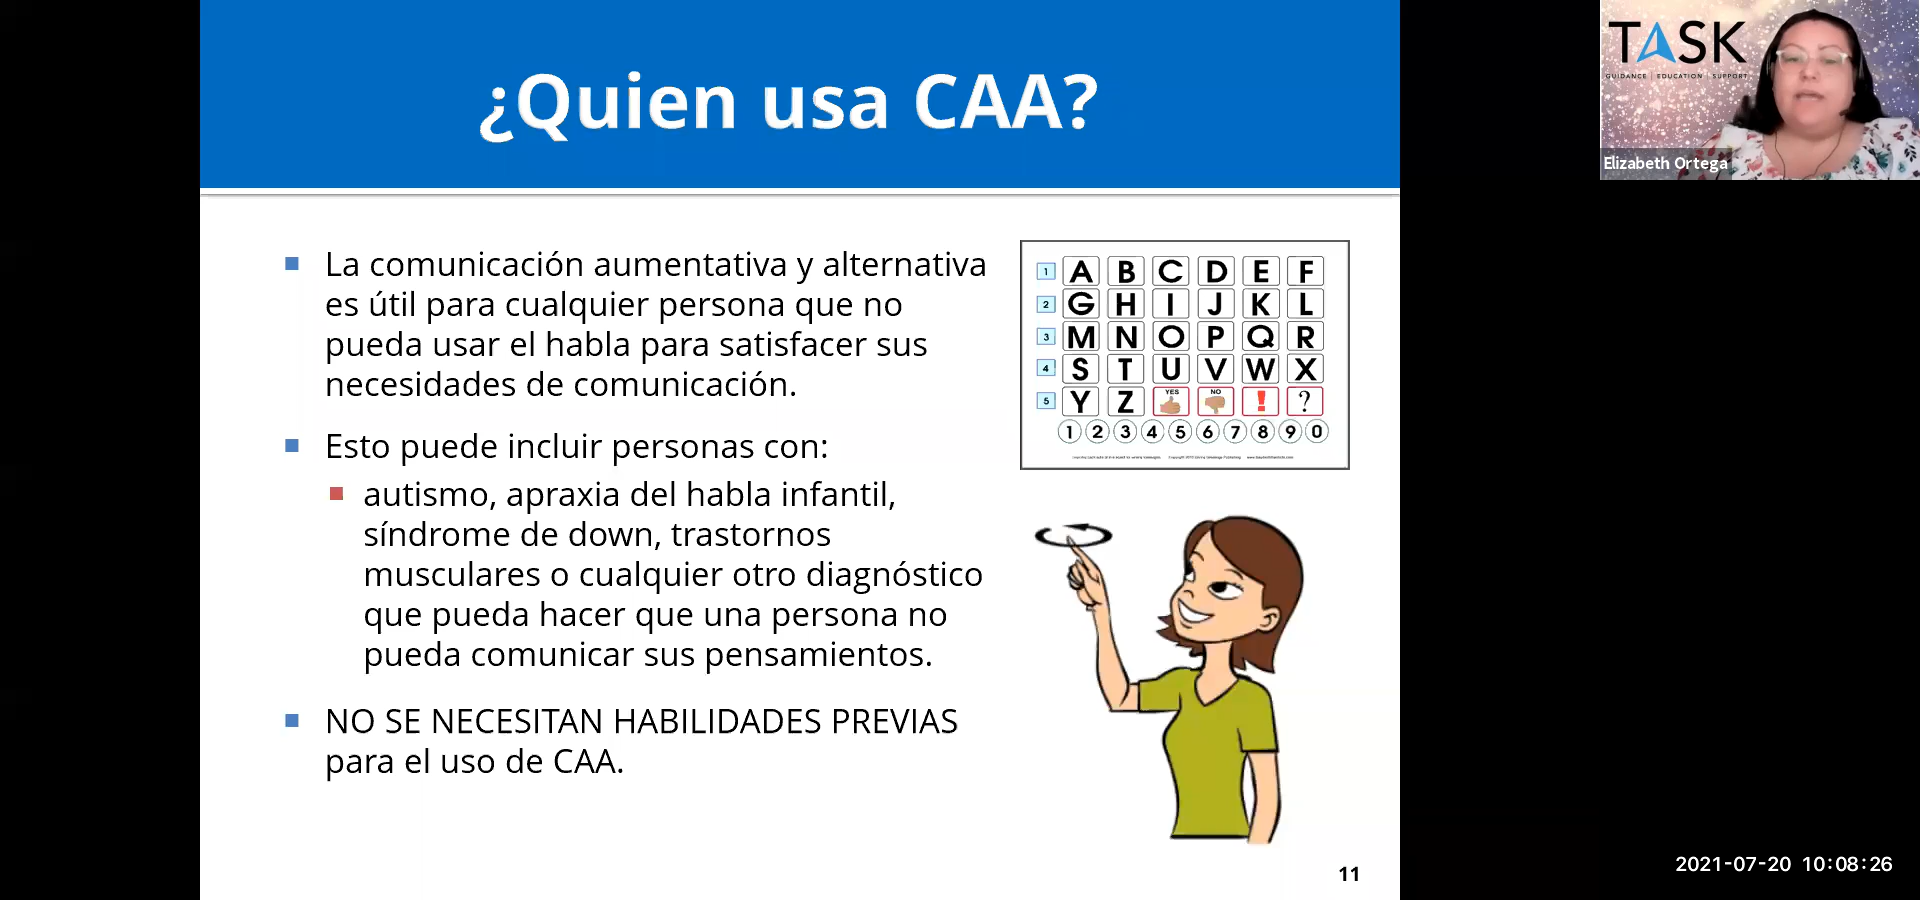 ¿Quien usa CAA?
La comunicación aumentativa y alternativa
es útil para cualquier persona que no
pueda usar el habla para satisfacer sus
necesidades de comunicación.
Esto puede incluir personas con:
autismo, apraxia del habla infantil,
síndrome de down, trastornos
musculares o cualquier otro diagnóstico
que pueda hacer que una persona no
pueda comunicar sus pensamientos.
NO SE NECESITAN HABILIDADES PREVIAS
para el uso de CAA.
1 A B C D E F
2 G H I J K L
3 M N O P Q R
4 S T U V W X
YES NO
5 Y Z ! ?
1 2 3 4 5 6 7 8 9 0
11
TASK
GUIDANCE | EDUCATION | SUPPORT
Elizabeth Ortega
2021-07-20 10:08:26